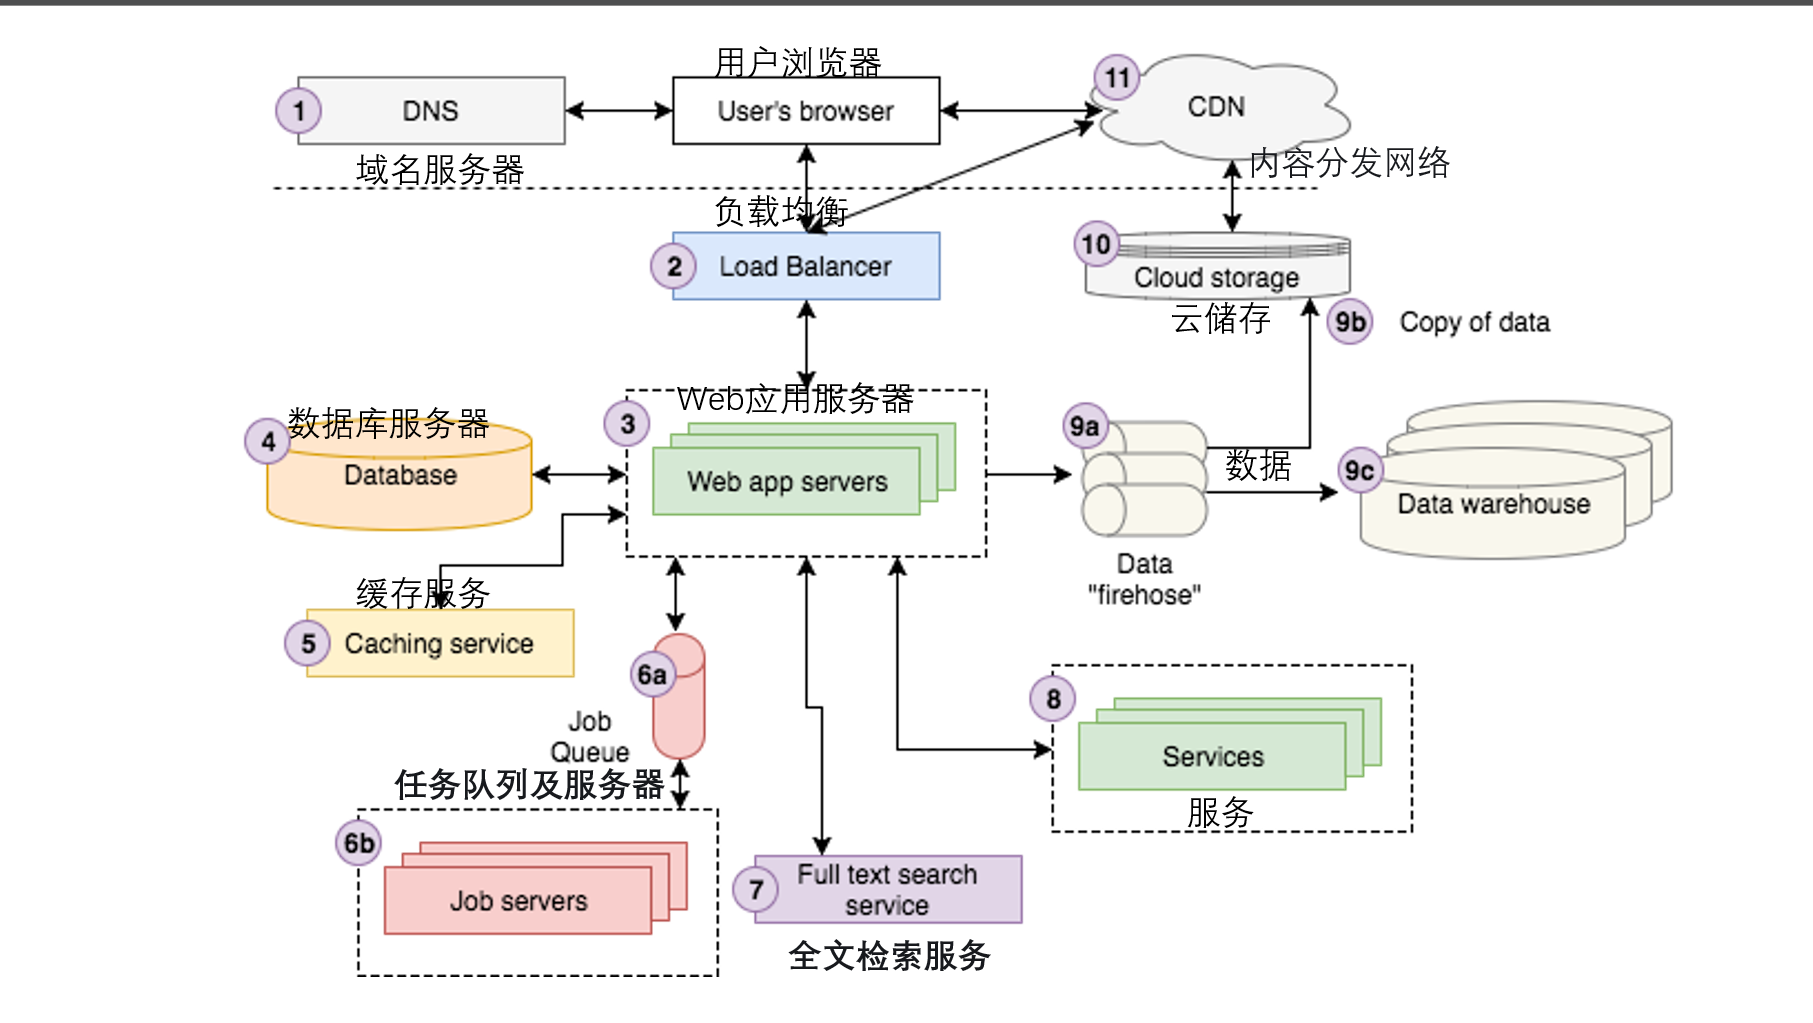 用户浏览器
1
DNS
User's browser
11
CDN
域名服务器
内容分发网络
负载均衡
2
Load Balancer
10
Cloud storage
云储存
9b
Copy of data
Web应用服务器
数据库服务器
4
Database
3
Web app servers
9a
数据
9c
Data warehouse
Data
"firehose"
缓存服务
5
Caching service
6a
Job
Queue
任务队列及服务器
8
Services
服务
6b
Job servers
7
Full text search
service
全文检索服务